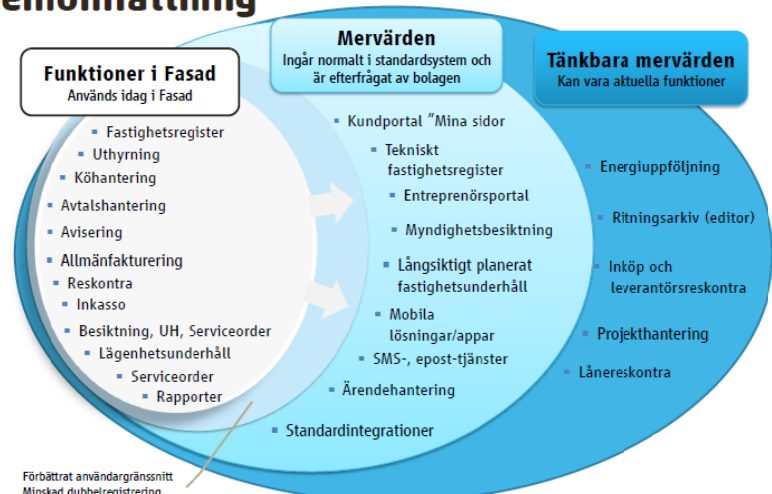 Funktioner i Fasad
Används idag i Fasad
Fastighetsregister
Uthyrning
Köhantering
Avtalshantering
Avisering
Allmänfakturering
Reskontra
Inkasso
Besiktning, UH, Serviceorder
Lägenhetsunderhåll
Serviceorder
Rapporter
Mervärden
Ingår normalt i standardsystem och
är efterfrågat av bolagen
Kundportal "Mina sidor
Tekniskt
fastighetsregister
Entreprenörsportal
Myndighetsbesiktning
Långsiktigt planerat
fastighetsunderhåll
Mobila
lösningar/appar
SMS-, epost-tjänster
Ärendehantering
Standardintegrationer
Tänkbara mervärden
Kan vara aktuella funktioner
Energiuppföljning
Ritningsarkiv (editor)
Inköp och
leverantörsreskontra
Projekthantering
Lånereskontra
Förbättrat användargränssnitt
Minskad dubbelregistrering